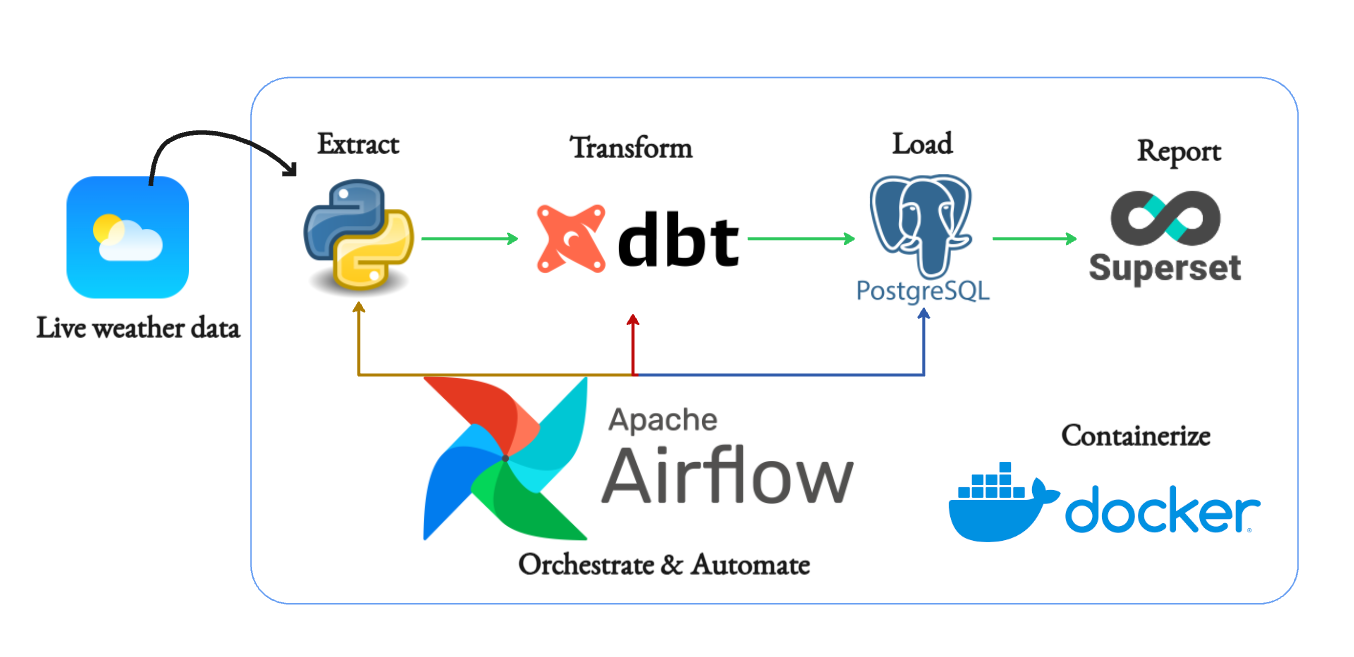 Extract
Transform
Load
Report
dbt
Superset
PostgreSQL
Live weather data
Apache
Airflow
Containerize
docker
Orchestrate & Automate